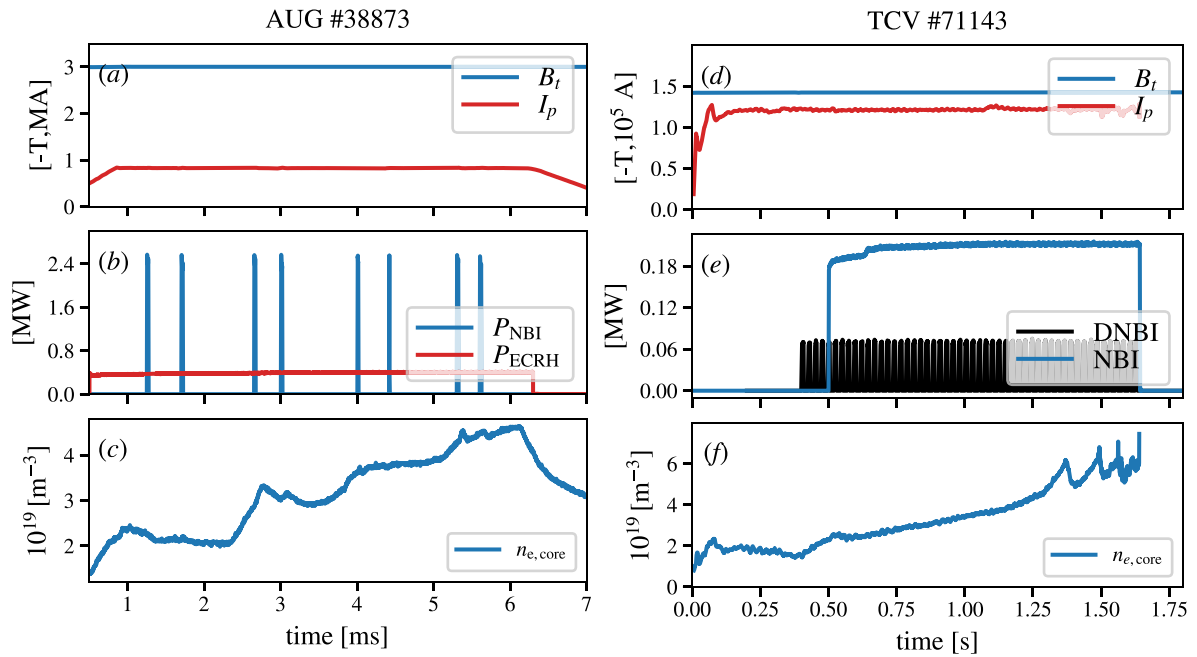 AUG #38873
TCV #71143
(a)
3
2
1
0
[-T,MA]
B_t
I_p
(d)
1.5
1.0
0.5
0.0
[-T,10^5 A]
B_t
I_p
(b)
2.4
1.6
0.8
0.0
[MW]
P_NBI
P_ECRH
(e)
0.18
0.12
0.06
0.00
[MW]
DNBI
NBI
(c)
4
3
2
10^19 [m^−3]
n_e,core
1 2 3 4 5 6 7
time [ms]
(f)
6
4
2
0
10^19 [m^−3]
n_e,core
0.00 0.25 0.50 0.75 1.00 1.25 1.50 1.75
time [s]